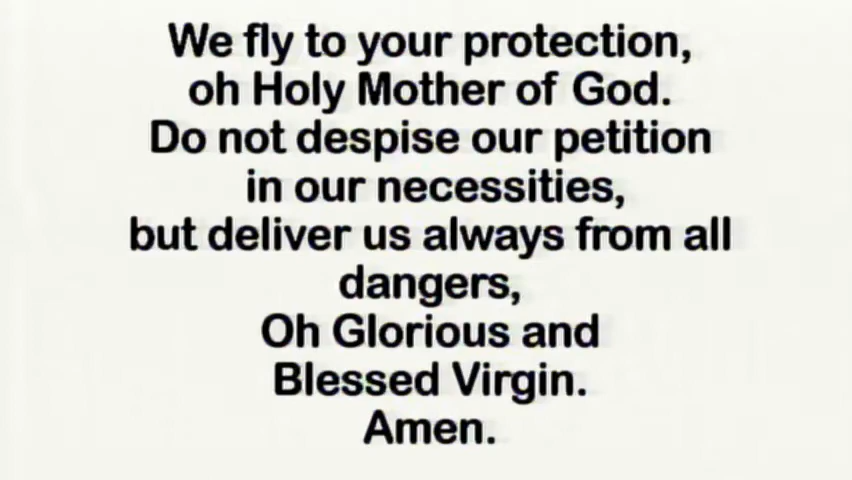 We fly to your protection,
oh Holy Mother of God.
Do not despise our petition
in our necessities,
but deliver us always from all
dangers,
Oh Glorious and
Blessed Virgin.
Amen.